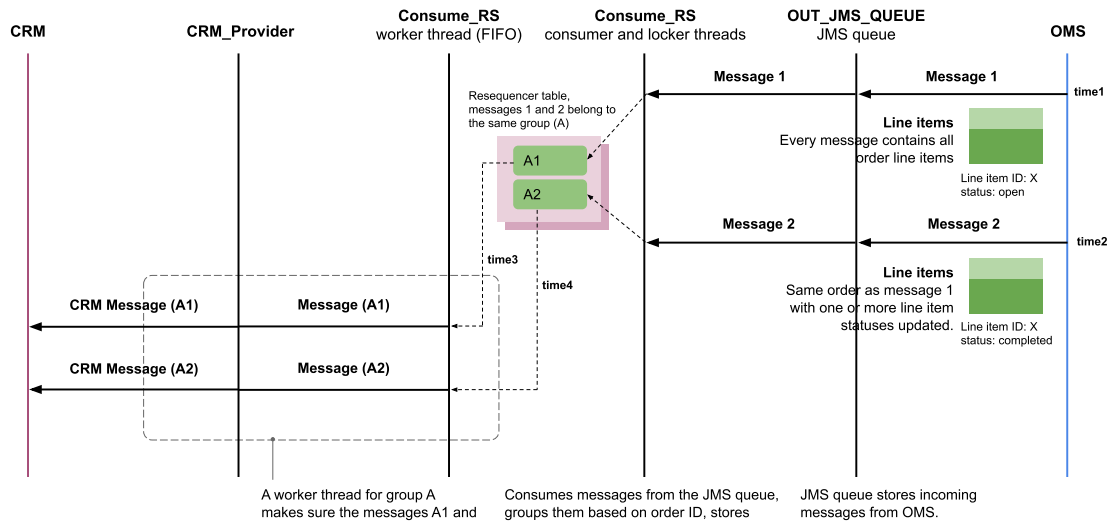 CRM
CRM_Provider
Consume_RS
worker thread (FIFO)
Consume_RS
consumer and locker threads
OUT_JMS_QUEUE
JMS queue
OMS
Message 1
Message 1
time1
Resequencer table,
messages 1 and 2 belong to
the same group (A)
Line items
Every message contains all
order line items
Line item ID: X
status: open
A1
A2
Message 2
Message 2
time2
time3
time4
Line items
Same order as message 1
with one or more line item
statuses updated.
Line item ID: X
status: completed
CRM Message (A1)
Message (A1)
CRM Message (A2)
Message (A2)
A worker thread for group A
makes sure the messages A1 and
Consumes messages from the JMS queue,
groups them based on order ID, stores
JMS queue stores incoming
messages from OMS.